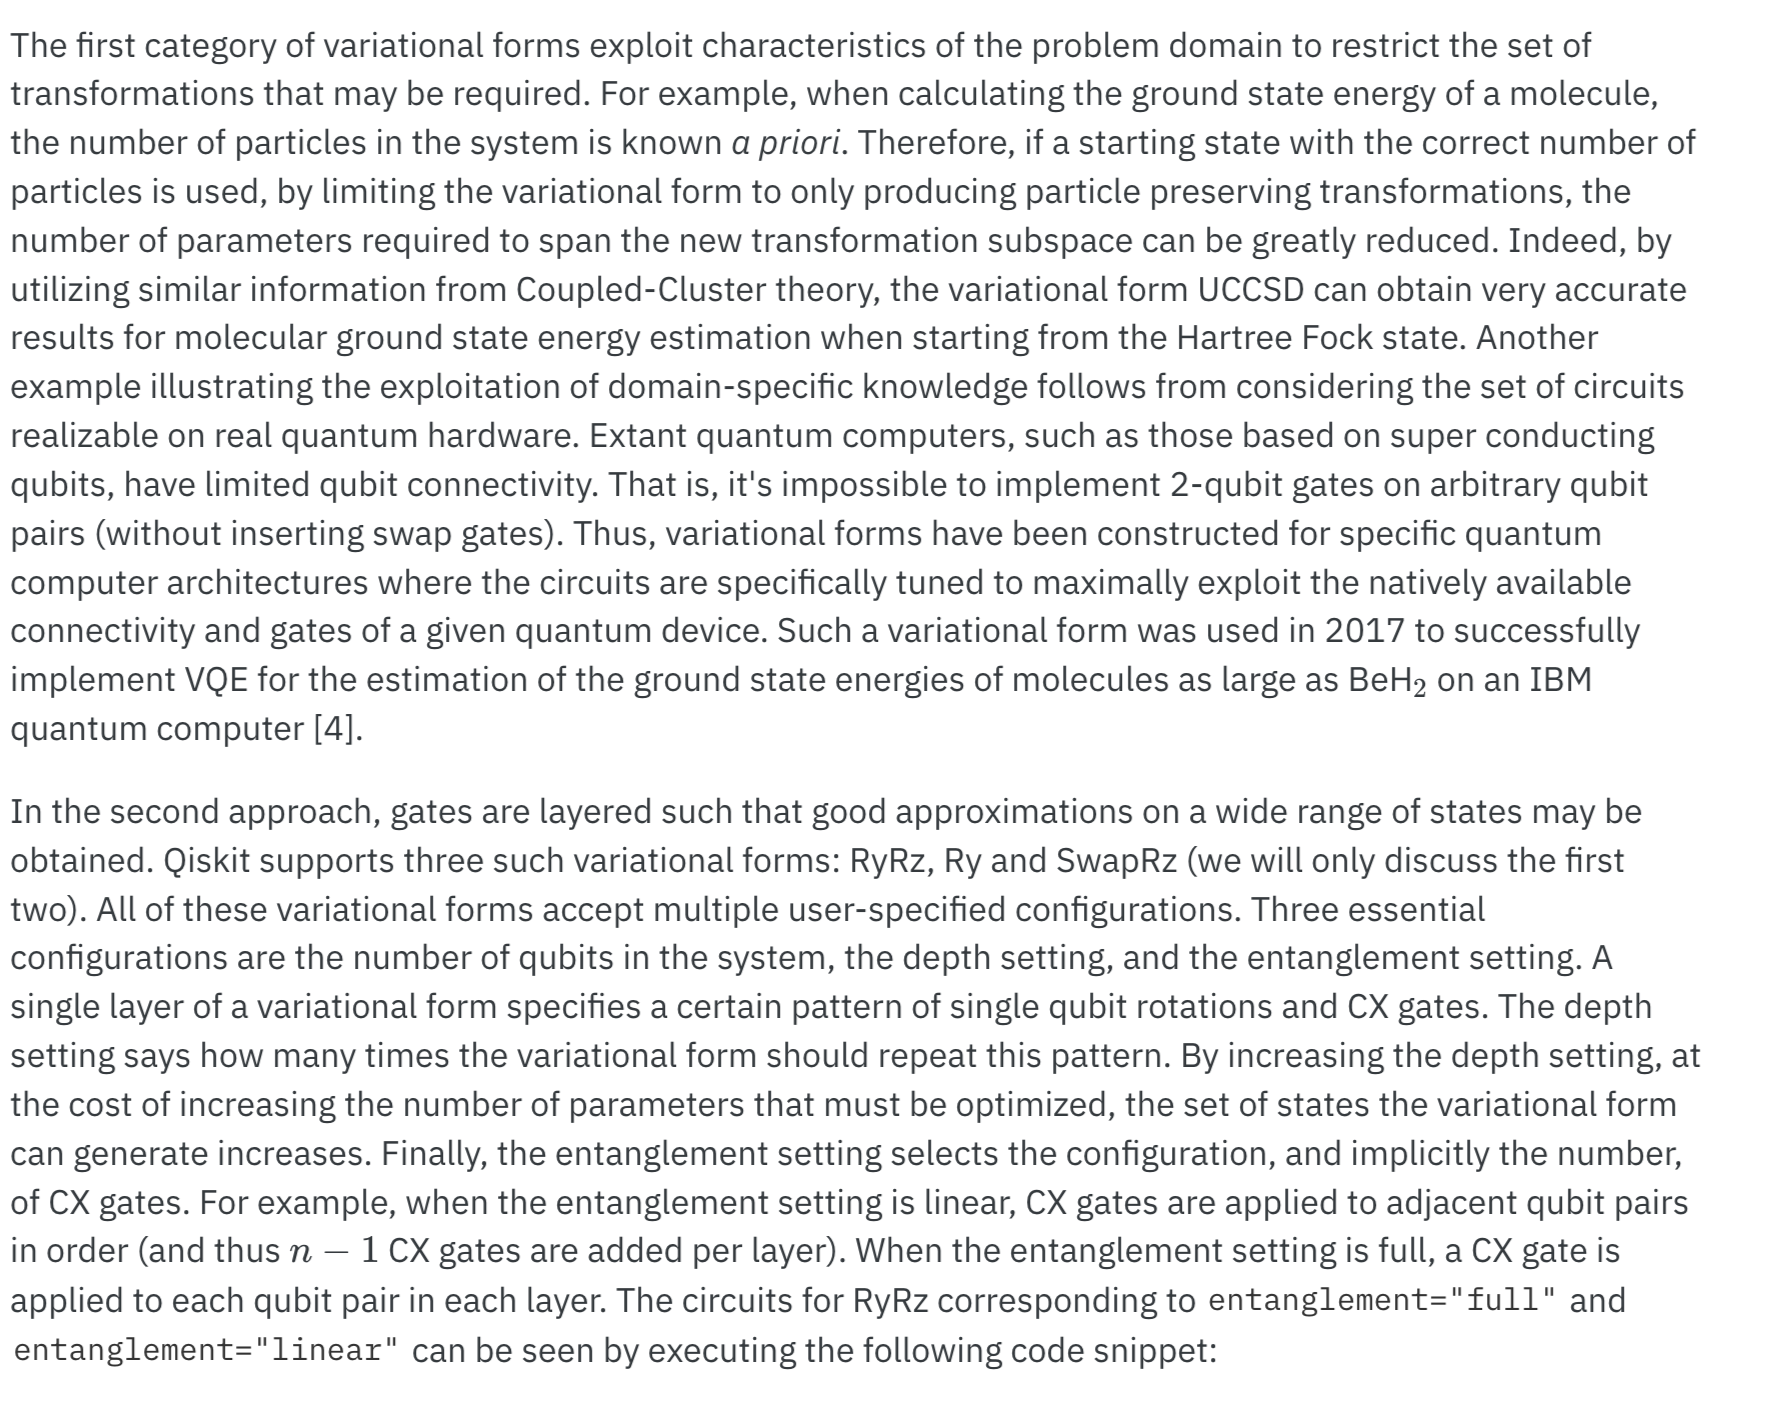 The first category of variational forms exploit characteristics of the problem domain to restrict the set of
transformations that may be required. For example, when calculating the ground state energy of a molecule,
the number of particles in the system is known a priori. Therefore, if a starting state with the correct number of
particles is used, by limiting the variational form to only producing particle preserving transformations, the
number of parameters required to span the new transformation subspace can be greatly reduced. Indeed, by
utilizing similar information from Coupled-Cluster theory, the variational form UCCSD can obtain very accurate
results for molecular ground state energy estimation when starting from the Hartree Fock state. Another
example illustrating the exploitation of domain-specific knowledge follows from considering the set of circuits
realizable on real quantum hardware. Extant quantum computers, such as those based on super conducting
qubits, have limited qubit connectivity. That is, it's impossible to implement 2-qubit gates on arbitrary qubit
pairs (without inserting swap gates). Thus, variational forms have been constructed for specific quantum
computer architectures where the circuits are specifically tuned to maximally exploit the natively available
connectivity and gates of a given quantum device. Such a variational form was used in 2017 to successfully
implement VQE for the estimation of the ground state energies of molecules as large as BeH₂ on an IBM
quantum computer [4].
In the second approach, gates are layered such that good approximations on a wide range of states may be
obtained. Qiskit supports three such variational forms: RyRz, Ry and SwapRz (we will only discuss the first
two). All of these variational forms accept multiple user-specified configurations. Three essential
configurations are the number of qubits in the system, the depth setting, and the entanglement setting. A
single layer of a variational form specifies a certain pattern of single qubit rotations and CX gates. The depth
setting says how many times the variational form should repeat this pattern. By increasing the depth setting, at
the cost of increasing the number of parameters that must be optimized, the set of states the variational form
can generate increases. Finally, the entanglement setting selects the configuration, and implicitly the number,
of CX gates. For example, when the entanglement setting is linear, CX gates are applied to adjacent qubit pairs
in order (and thus n − 1 CX gates are added per layer). When the entanglement setting is full, a CX gate is
applied to each qubit pair in each layer. The circuits for RyRz corresponding to entanglement="full" and
entanglement="linear" can be seen by executing the following code snippet: